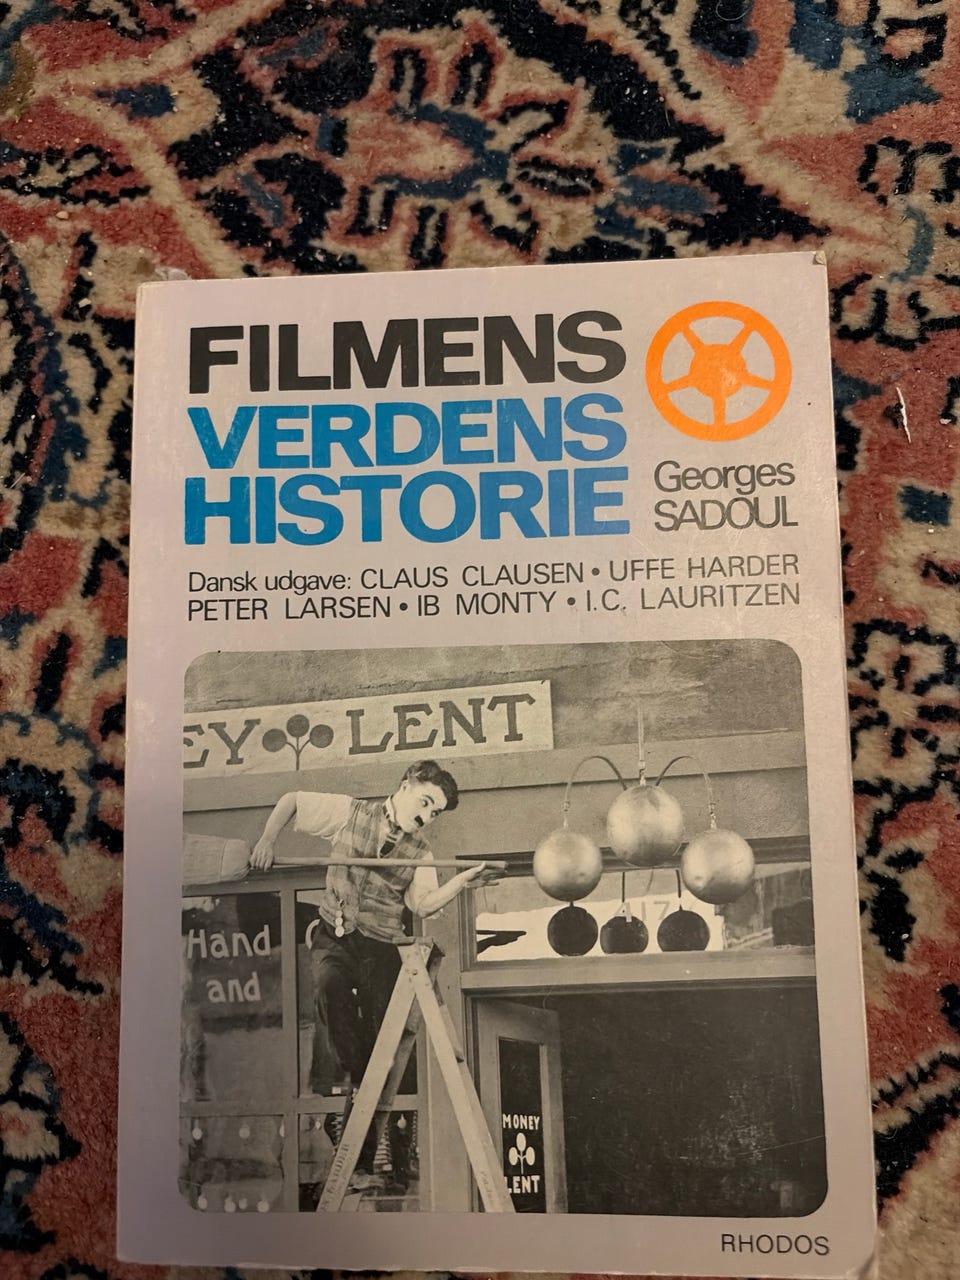 FILMENS
VERDENS
HISTORIE
Georges
SADOUL
Dansk udgave: CLAUS CLAUSEN • UFFE HARDER
PETER LARSEN • IB MONTY • I.C. LAURITZEN
EY LENT
417
Hand
and
MONEY
LENT
RHODOS